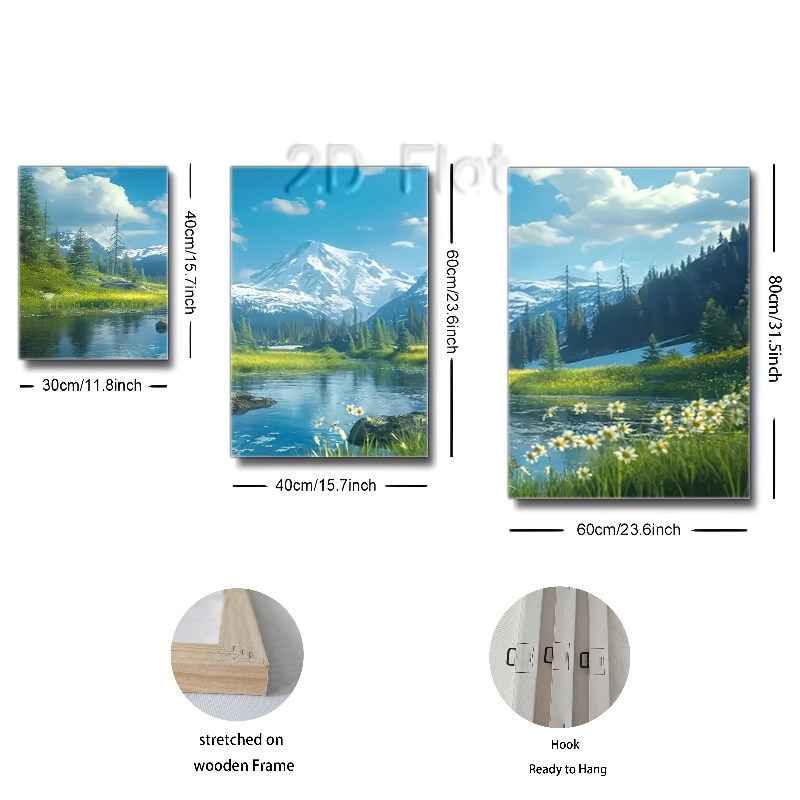 2D Flat
40cm/15.7inch
60cm/23.6inch
80cm/31.5inch
30cm/11.8inch
40cm/15.7inch
60cm/23.6inch
stretched on
wooden Frame
Hook
Ready to Hang